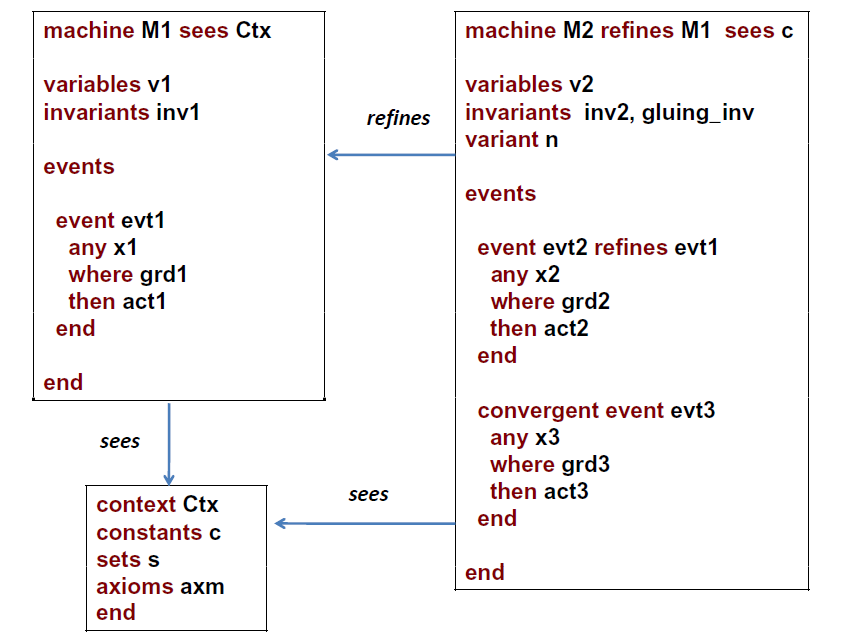 machine M1 sees Ctx
variables v1
invariants inv1
events
event evt1
any x1
where grd1
then act1
end
end
refines
machine M2 refines M1 sees c
variables v2
invariants inv2, gluing_inv
variant n
events
event evt2 refines evt1
any x2
where grd2
then act2
end
convergent event evt3
any x3
where grd3
then act3
end
end
sees
sees
context Ctx
constants c
sets s
axioms axm
end